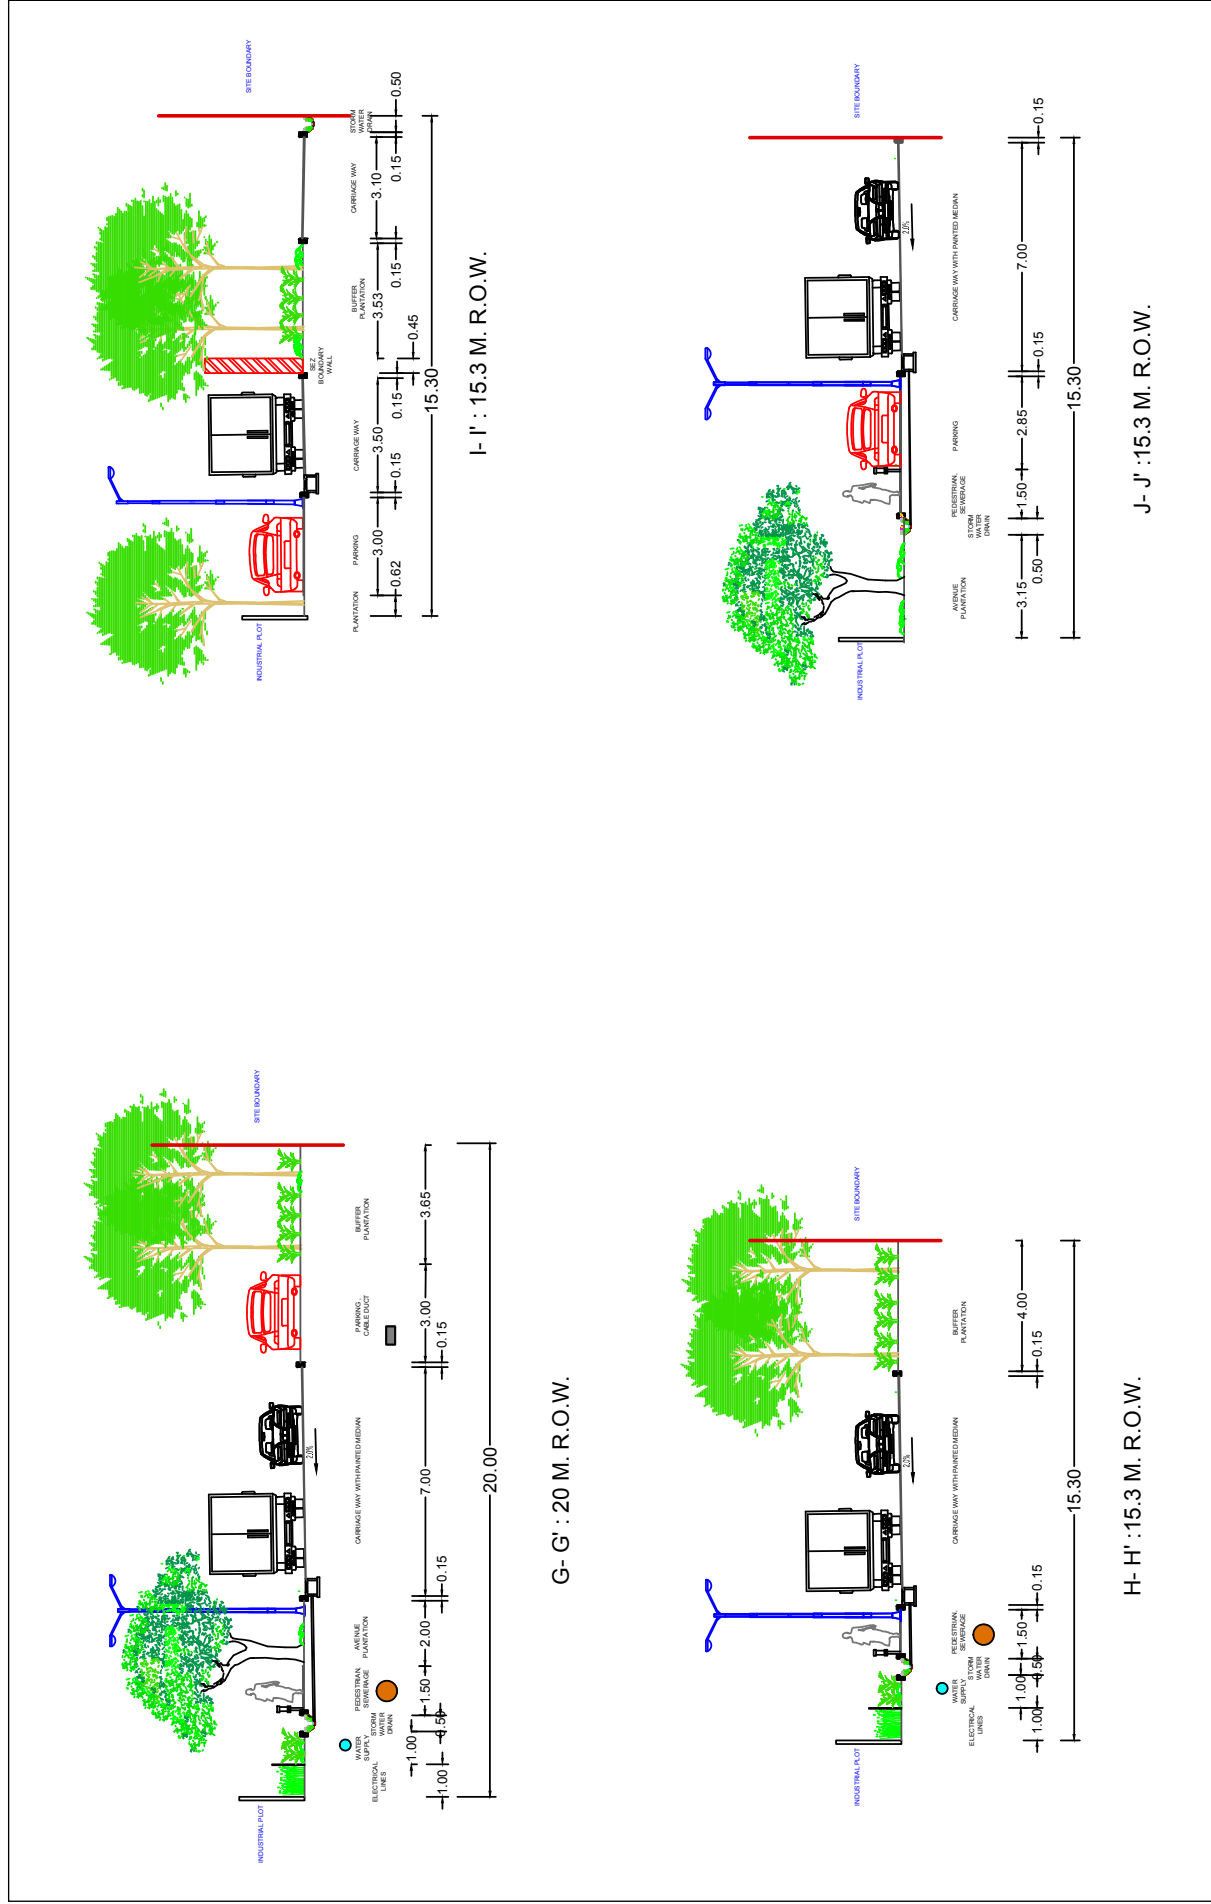 INDUSTRIAL PLOT
SITE BOUNDARY
2.0%
ELECTRICAL
LINES
WATER
SUPPLY
STORM
WATER
DRAIN
PEDESTRIAN,
SEWERAGE
AVENUE
PLANTATION
CARRIAGE WAY WITH PAINTED MEDIAN
PARKING,
CABLE DUCT
BUFFER
PLANTATION
1.00
1.00
0.50
1.50
2.00
0.15
7.00
0.15
3.00
3.65
20.00
G- G' : 20 M. R.O.W.
INDUSTRIAL PLOT
SITE BOUNDARY
PLANTATION
PARKING
CARRIAGE WAY
SEZ
BOUNDARY
WALL
BUFFER
PLANTATION
CARRIAGE WAY
STORM
WATER
DRAIN
0.62
3.00
0.15
3.50
0.15
0.45
3.53
0.15
3.10
0.15
0.50
15.30
I- I' : 15.3 M. R.O.W.
INDUSTRIAL PLOT
SITE BOUNDARY
2.0%
ELECTRICAL
LINES
WATER
SUPPLY
STORM
WATER
DRAIN
PEDESTRIAN,
SEWERAGE
CARRIAGE WAY WITH PAINTED MEDIAN
BUFFER
PLANTATION
1.00
1.00
0.50
1.50
0.15
0.15
4.00
15.30
H- H' : 15.3 M. R.O.W.
INDUSTRIAL PLOT
SITE BOUNDARY
2.0%
AVENUE
PLANTATION
STORM
WATER
DRAIN
PEDESTRIAN,
SEWERAGE
PARKING
CARRIAGE WAY WITH PAINTED MEDIAN
3.15
0.50
1.50
2.85
0.15
7.00
0.15
15.30
J- J' :15.3 M. R.O.W.